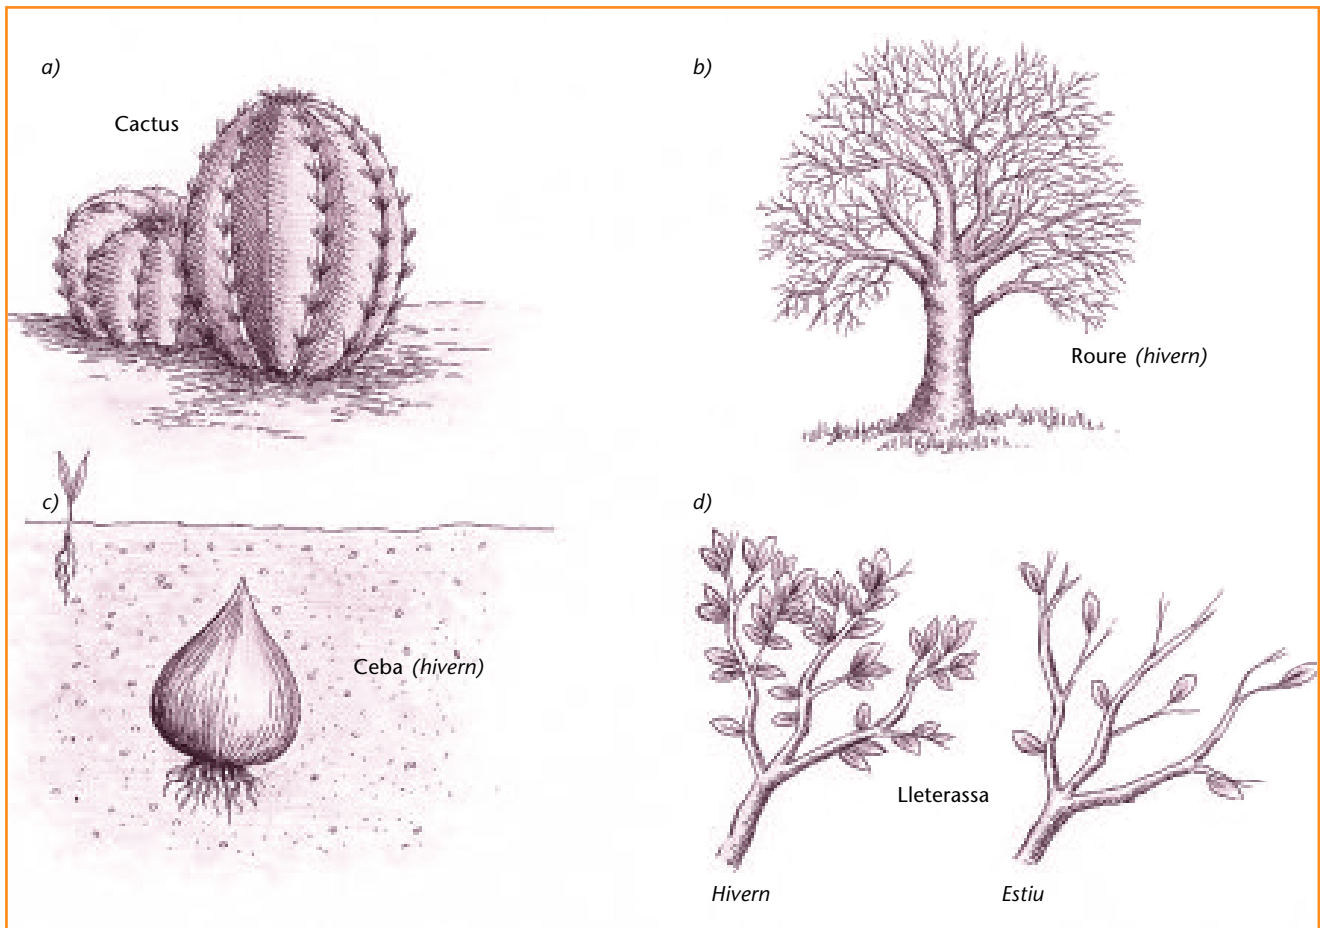 a)
Cactus
b)
Roure (hivern)
c)
Ceba (hivern)
d)
Lleterassa
Hivern
Estiu